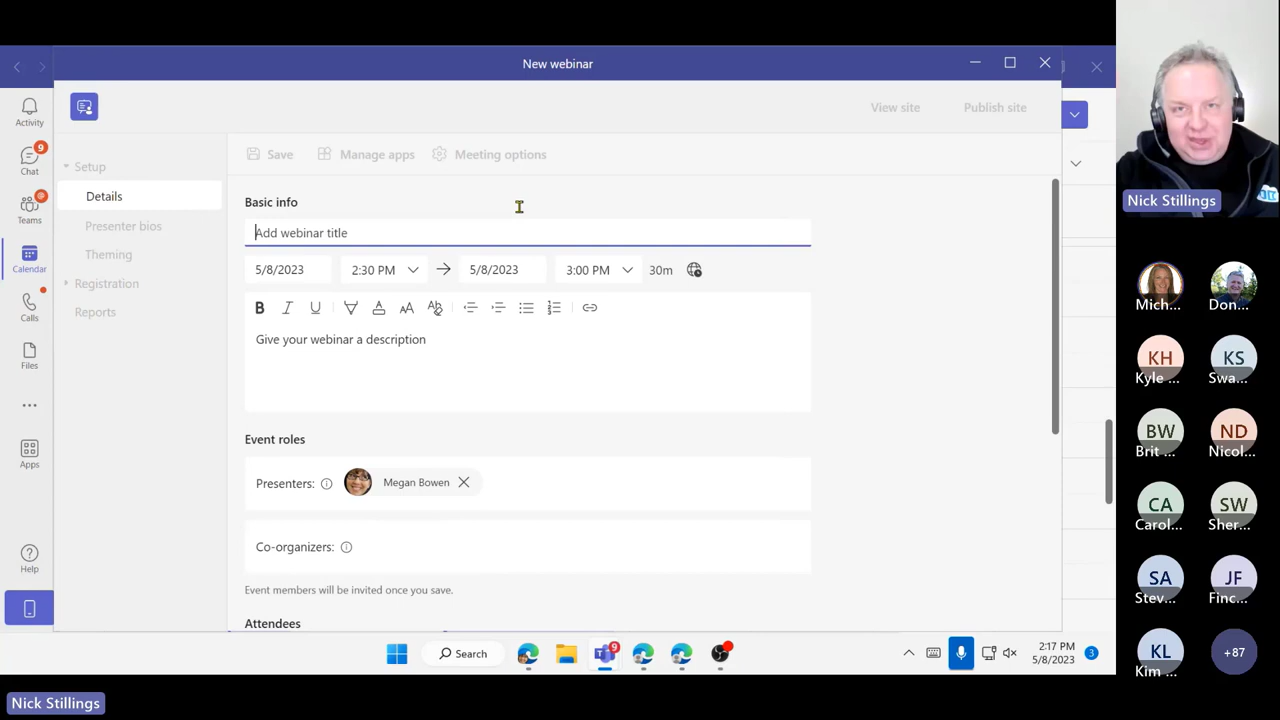 New webinar
View site
Publish site
Activity
Chat
9
Teams
Calendar
Calls
Files
Apps
Help
Setup
Details
Presenter bios
Theming
Registration
Reports
Save
Manage apps
Meeting options
Basic info
Add webinar title
5/8/2023 2:30 PM 5/8/2023 3:00 PM 30m
B I U AA Ab
Give your webinar a description
Event roles
Presenters: Megan Bowen
Co-organizers:
Event members will be invited once you save.
Attendees
Search
9
2:17 PM
5/8/2023
3
Nick Stillings
Nick Stillings
Mich...
Don...
KH
Kyle ...
KS
Swa...
BW
Brit ...
ND
Nicol...
CA
Carol...
SW
Sher...
SA
Stev...
JF
Finc...
KL
Kim ...
+87